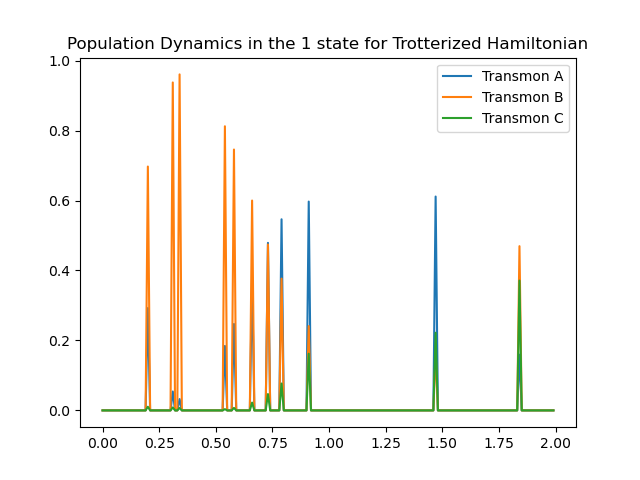 Population Dynamics in the 1 state for Trotterized Hamiltonian
Transmon A
Transmon B
Transmon C
1.0
0.8
0.6
0.4
0.2
0.0
0.00 0.25 0.50 0.75 1.00 1.25 1.50 1.75 2.00